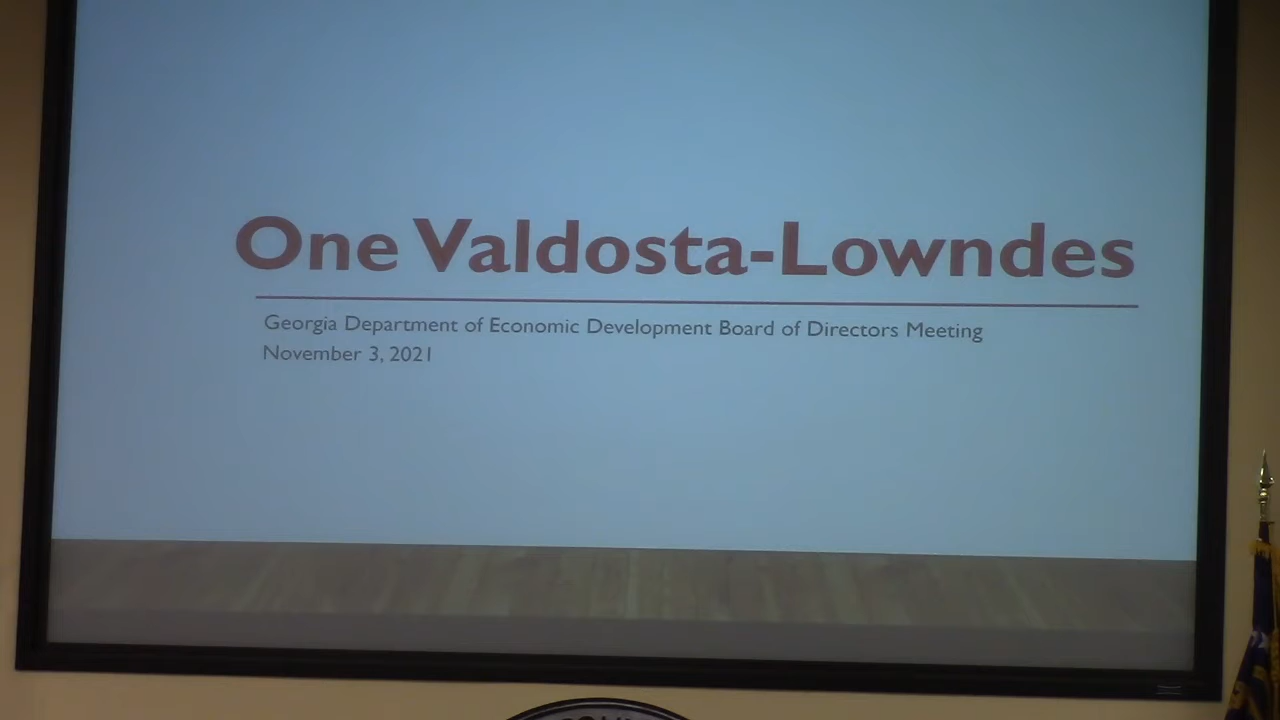 One Valdosta-Lowndes
Georgia Department of Economic Development Board of Directors Meeting
November 3, 2021